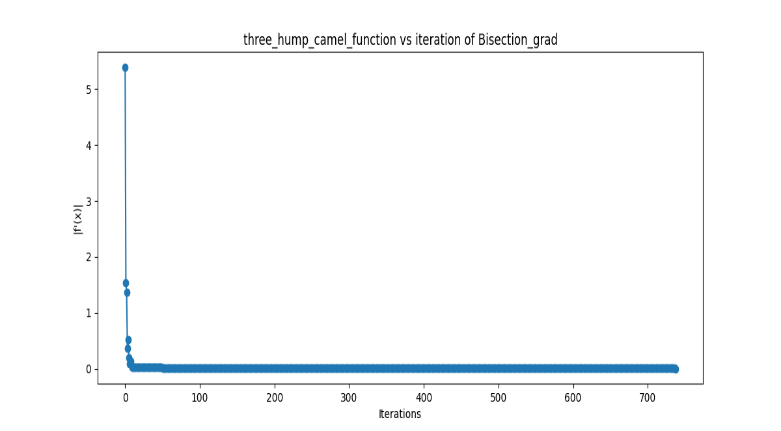 three_hump_camel_function vs iteration of Bisection_grad
5
4
3
2
1
0
|f'(x)|
0 100 200 300 400 500 600 700
Iterations